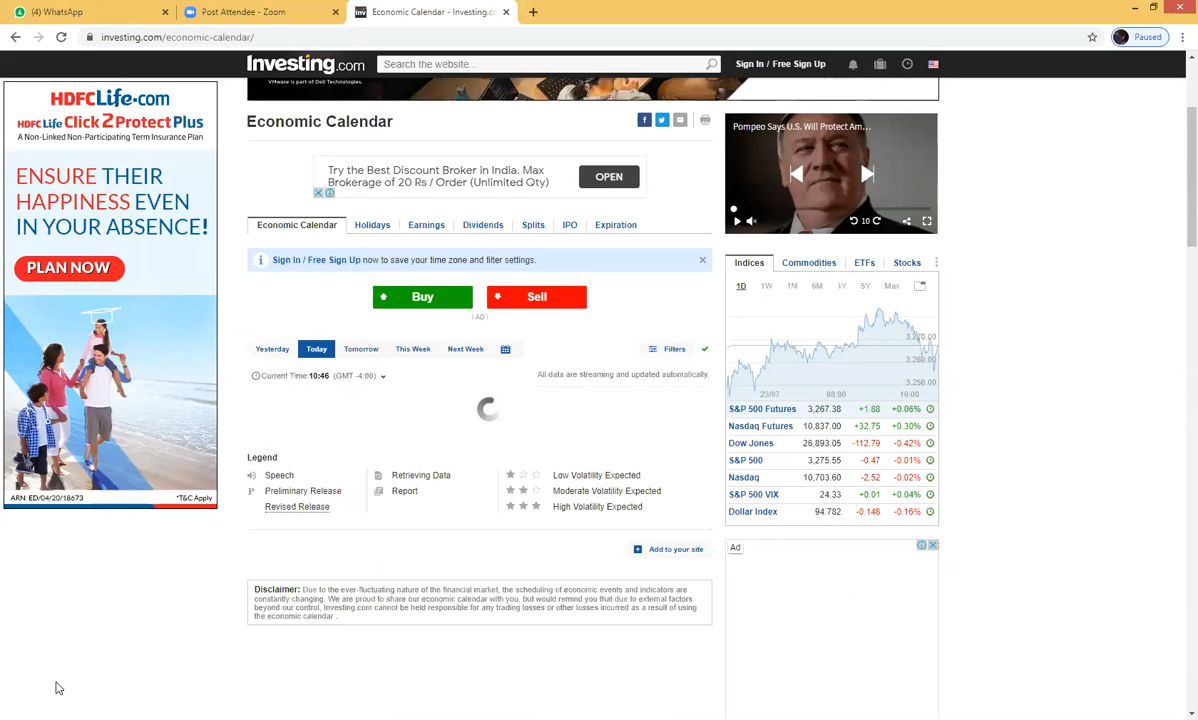 (4) WhatsApp
Post Attendee - Zoom
Economic Calendar - Investing.co
investing.com/economic-calendar/
Paused
HDFCLife.com
HDFC Life Click 2 Protect Plus
A Non-Linked Non-Participating Term Insurance Plan
ENSURE THEIR
HAPPINESS EVEN
IN YOUR ABSENCE!
PLAN NOW
ARN: ED/04/20/18673
*T&C Apply
Investing.com
Search the website...
Sign In / Free Sign Up
VMware is part of Dell Technologies.
Economic Calendar
Try the Best Discount Broker in India. Max
Brokerage of 20 Rs / Order (Unlimited Qty)
OPEN
Economic Calendar
Holidays
Earnings
Dividends
Splits
IPO
Expiration
Sign In / Free Sign Up now to save your time zone and filter settings.
Buy
Sell
AD
Yesterday
Today
Tomorrow
This Week
Next Week
Filters
Current Time: 10:46 (GMT -4:00)
All data are streaming and updated automatically.
Legend
Speech
Retrieving Data
Low Volatility Expected
P Preliminary Release
Report
Moderate Volatility Expected
Revised Release
High Volatility Expected
Add to your site
Disclaimer: Due to the ever-fluctuating nature of the financial market, the scheduling of economic events and indicators are
constantly changing. We are proud to share our economic calendar with you, but would remind you that due to external factors
beyond our control, Investing.com cannot be held responsible for any trading losses or other losses incurred as a result of using
the economic calendar .
Pompeo Says U.S. Will Protect Am...
10
Indices
Commodities
ETFs
Stocks
1D
1W
1M
6M
1Y
5Y
Max
3,270.00
3,260.00
3,250.00
23/07
08:00
16:00
S&P 500 Futures 3,267.38 +1.88 +0.06%
Nasdaq Futures 10,837.00 +32.75 +0.30%
Dow Jones 26,893.05 -112.79 -0.42%
S&P 500 3,275.55 -0.47 -0.01%
Nasdaq 10,703.60 -2.52 -0.02%
S&P 500 VIX 24.33 +0.01 +0.04%
Dollar Index 94.782 -0.148 -0.16%
Ad